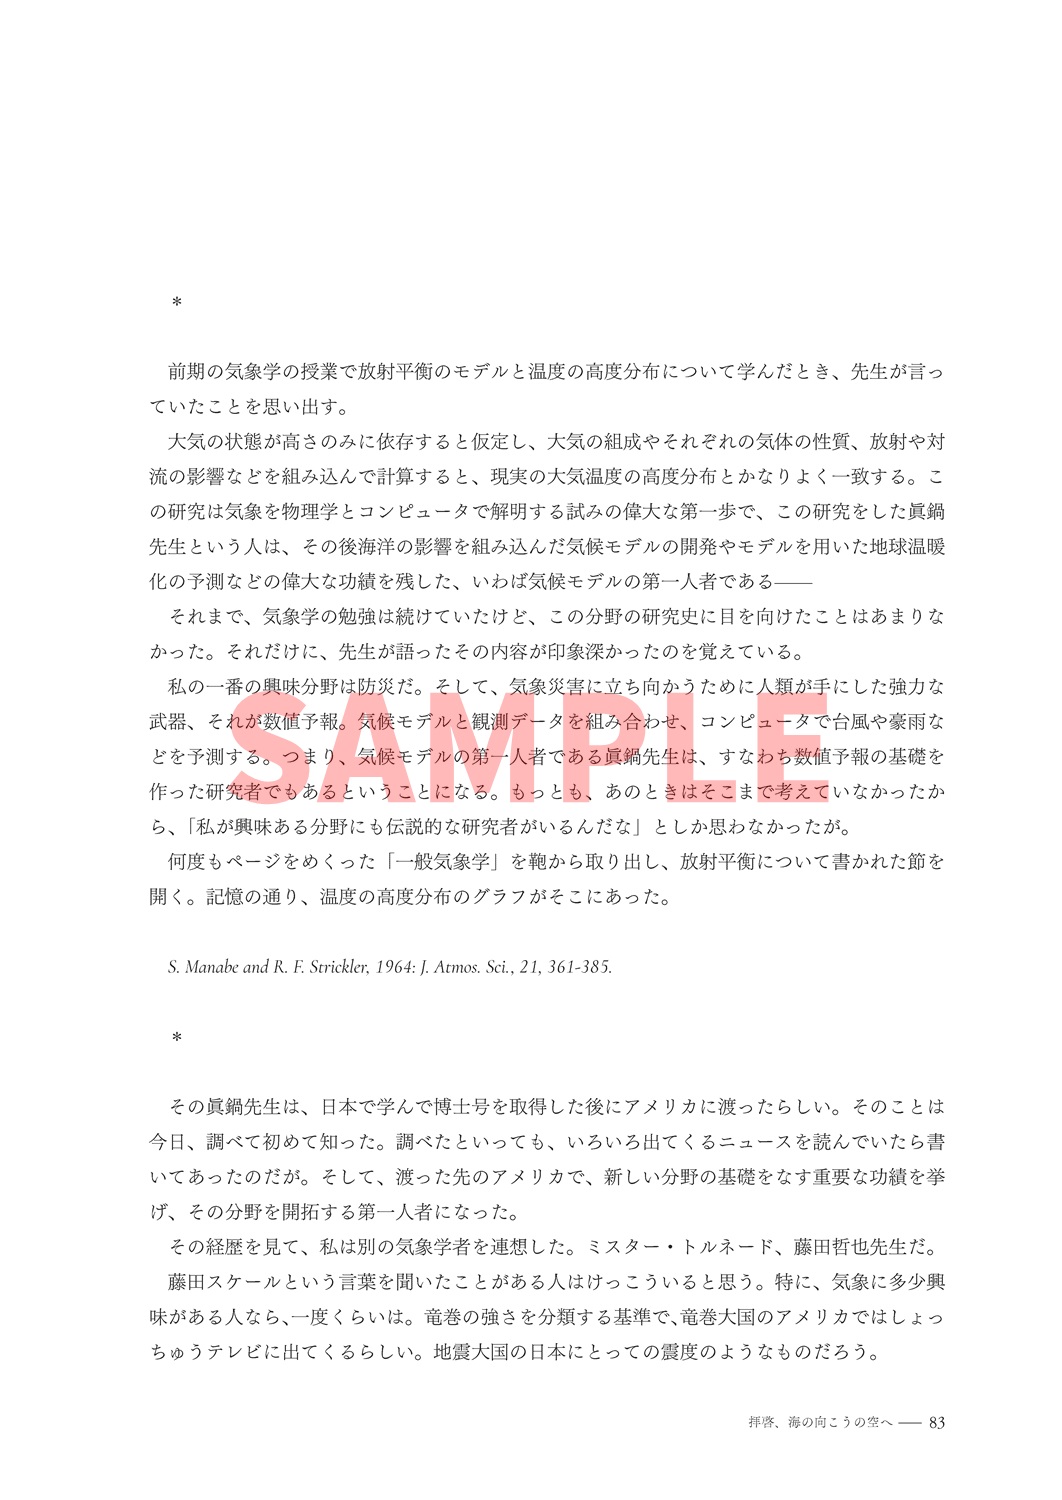 ＊
前期の気象学の授業で放射平衡のモデルと温度の高度分布について学んだとき、先生が言っ
ていたことを思い出す。
大気の状態が高さのみに依存すると仮定し、大気の組成やそれぞれの気体の性質、放射や対
流の影響などを組み込んで計算すると、現実の大気温度の高度分布とかなりよく一致する。こ
の研究は気象を物理学とコンピュータで解明する試みの偉大な第一歩で、この研究をした眞鍋
先生という人は、その後海洋の影響を組み込んだ気候モデルの開発やモデルを用いた地球温暖
化の予測などの偉大な功績を残した、いわば気候モデルの第一人者である――
それまで、気象学の勉強は続けていたけど、この分野の研究史に目を向けたことはあまりな
かった。それだけに、先生が語ったその内容が印象深かったのを覚えている。
私の一番の興味分野は防災だ。そして、気象災害に立ち向かうために人類が手にした強力な
武器、それが数値予報。気候モデルと観測データを組み合わせ、コンピュータで台風や豪雨な
どを予測する。つまり、気候モデルの第一人者である眞鍋先生は、すなわち数値予報の基礎を
作った研究者でもあるということになる。もっとも、あのときはそこまで考えていなかったか
ら、「私が興味ある分野にも伝説的な研究者がいるんだな」としか思わなかったが。
何度もページをめくった「一般気象学」を鞄から取り出し、放射平衡について書かれた節を
開く。記憶の通り、温度の高度分布のグラフがそこにあった。
S. Manabe and R. F. Strickler, 1964: J. Atmos. Sci., 21, 361-385.
＊
その眞鍋先生は、日本で学んで博士号を取得した後にアメリカに渡ったらしい。そのことは
今日、調べて初めて知った。調べたといっても、いろいろ出てくるニュースを読んでいたら書
いてあったのだが。そして、渡った先のアメリカで、新しい分野の基礎をなす重要な功績を挙
げ、その分野を開拓する第一人者になった。
その経歴を見て、私は別の気象学者を連想した。ミスター・トルネード、藤田哲也先生だ。
藤田スケールという言葉を聞いたことがある人はけっこういると思う。特に、気象に多少興
味がある人なら、一度くらいは。竜巻の強さを分類する基準で、竜巻大国のアメリカではしょっ
ちゅうテレビに出てくるらしい。地震大国の日本にとっての震度のようなものだろう。
SAMPLE
拝啓、海の向こうの空へ ― 83